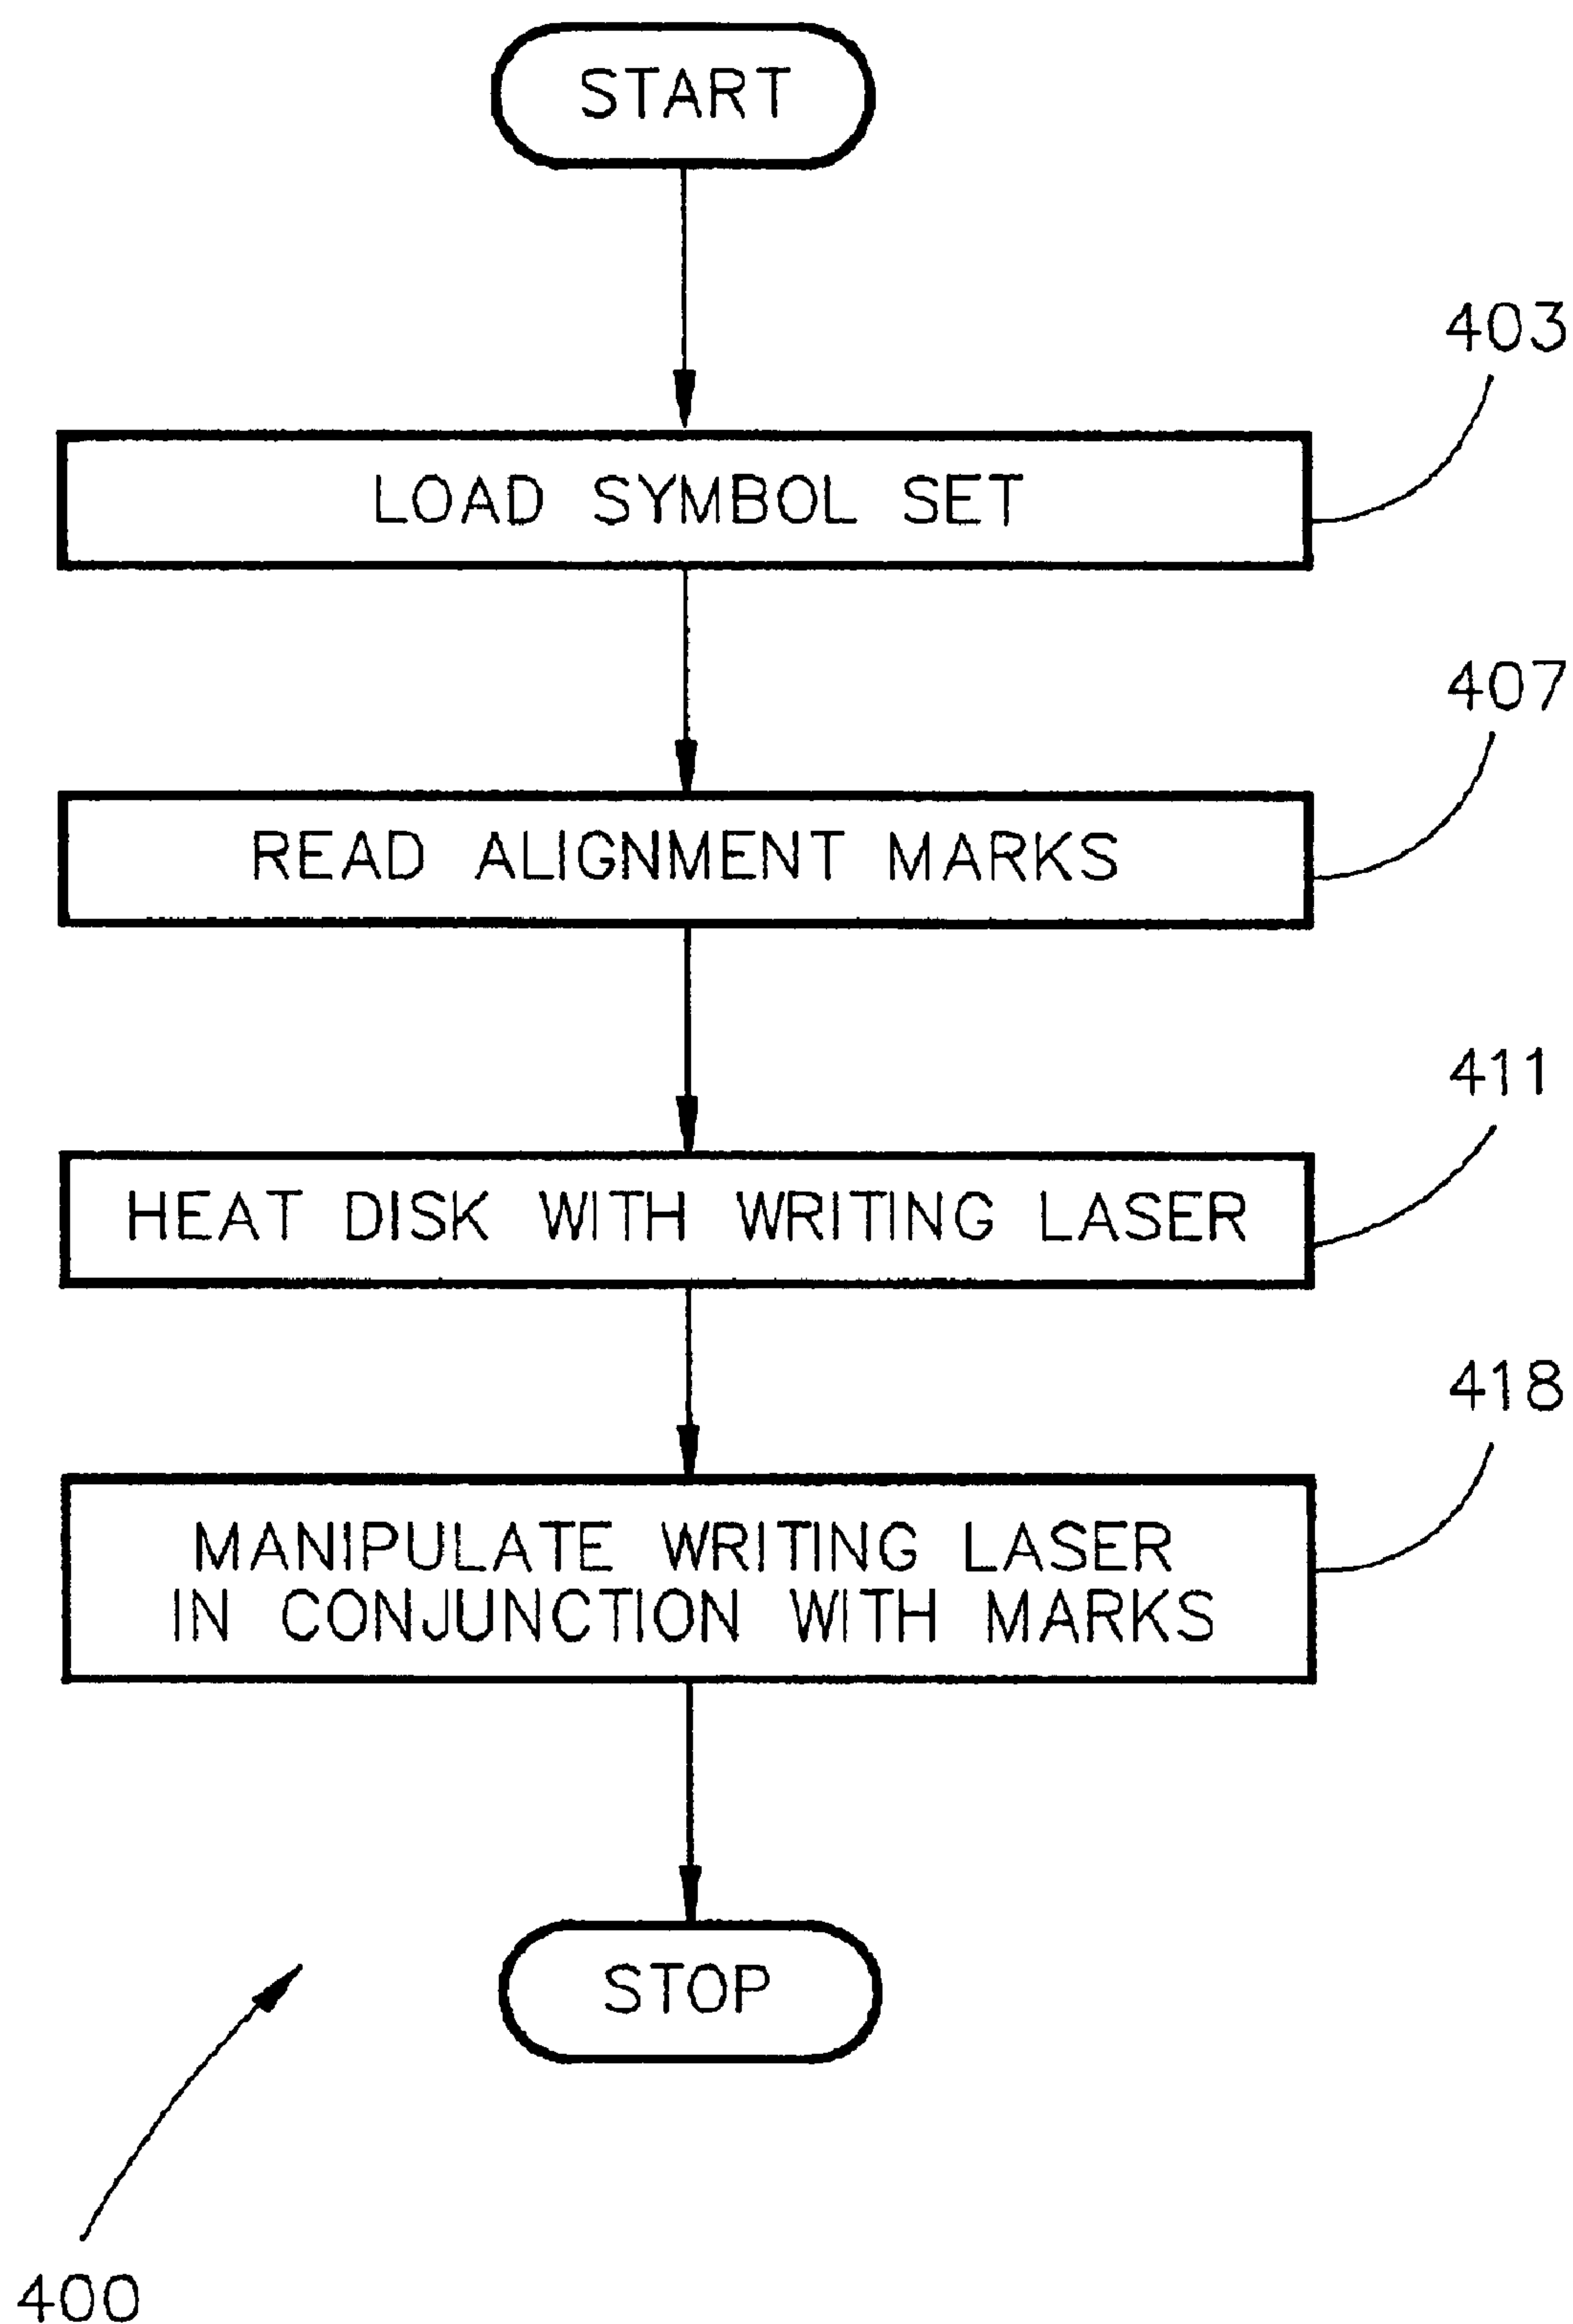 START
403
LOAD SYMBOL SET
407
READ ALIGNMENT MARKS
411
HEAT DISK WITH WRITING LASER
418
MANIPULATE WRITING LASER
IN CONJUNCTION WITH MARKS
STOP
400